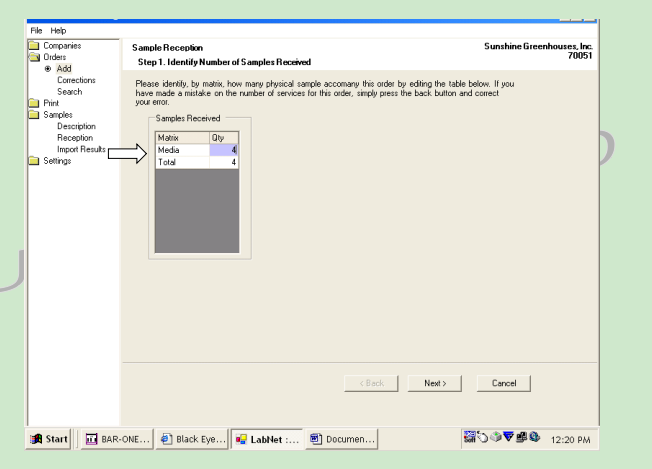 File Help
Companies
Orders
Add
Corrections
Search
Print
Samples
Description
Reception
Import Results
Settings
Sample Reception
Sunshine Greenhouses, Inc.
70051
Step 1. Identify Number of Samples Received
Please identify, by matrix, how many physical sample accomany this order by editing the table below. If you
have made a mistake on the number of services for this order, simply press the back button and correct
your error.
Samples Received
Matrix Qty
Media 4
Total 4
< Back Next > Cancel
Start BAR-ONE... Black Eye... LabNet :... Documen... 12:20 PM